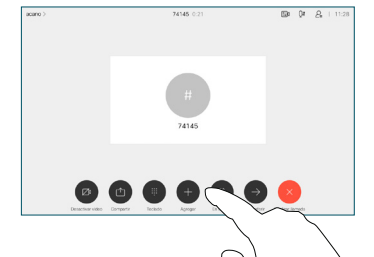 acano 74145 0:21 11:28
#
74145
Desactivar vídeo Compartir Teclado Agregar